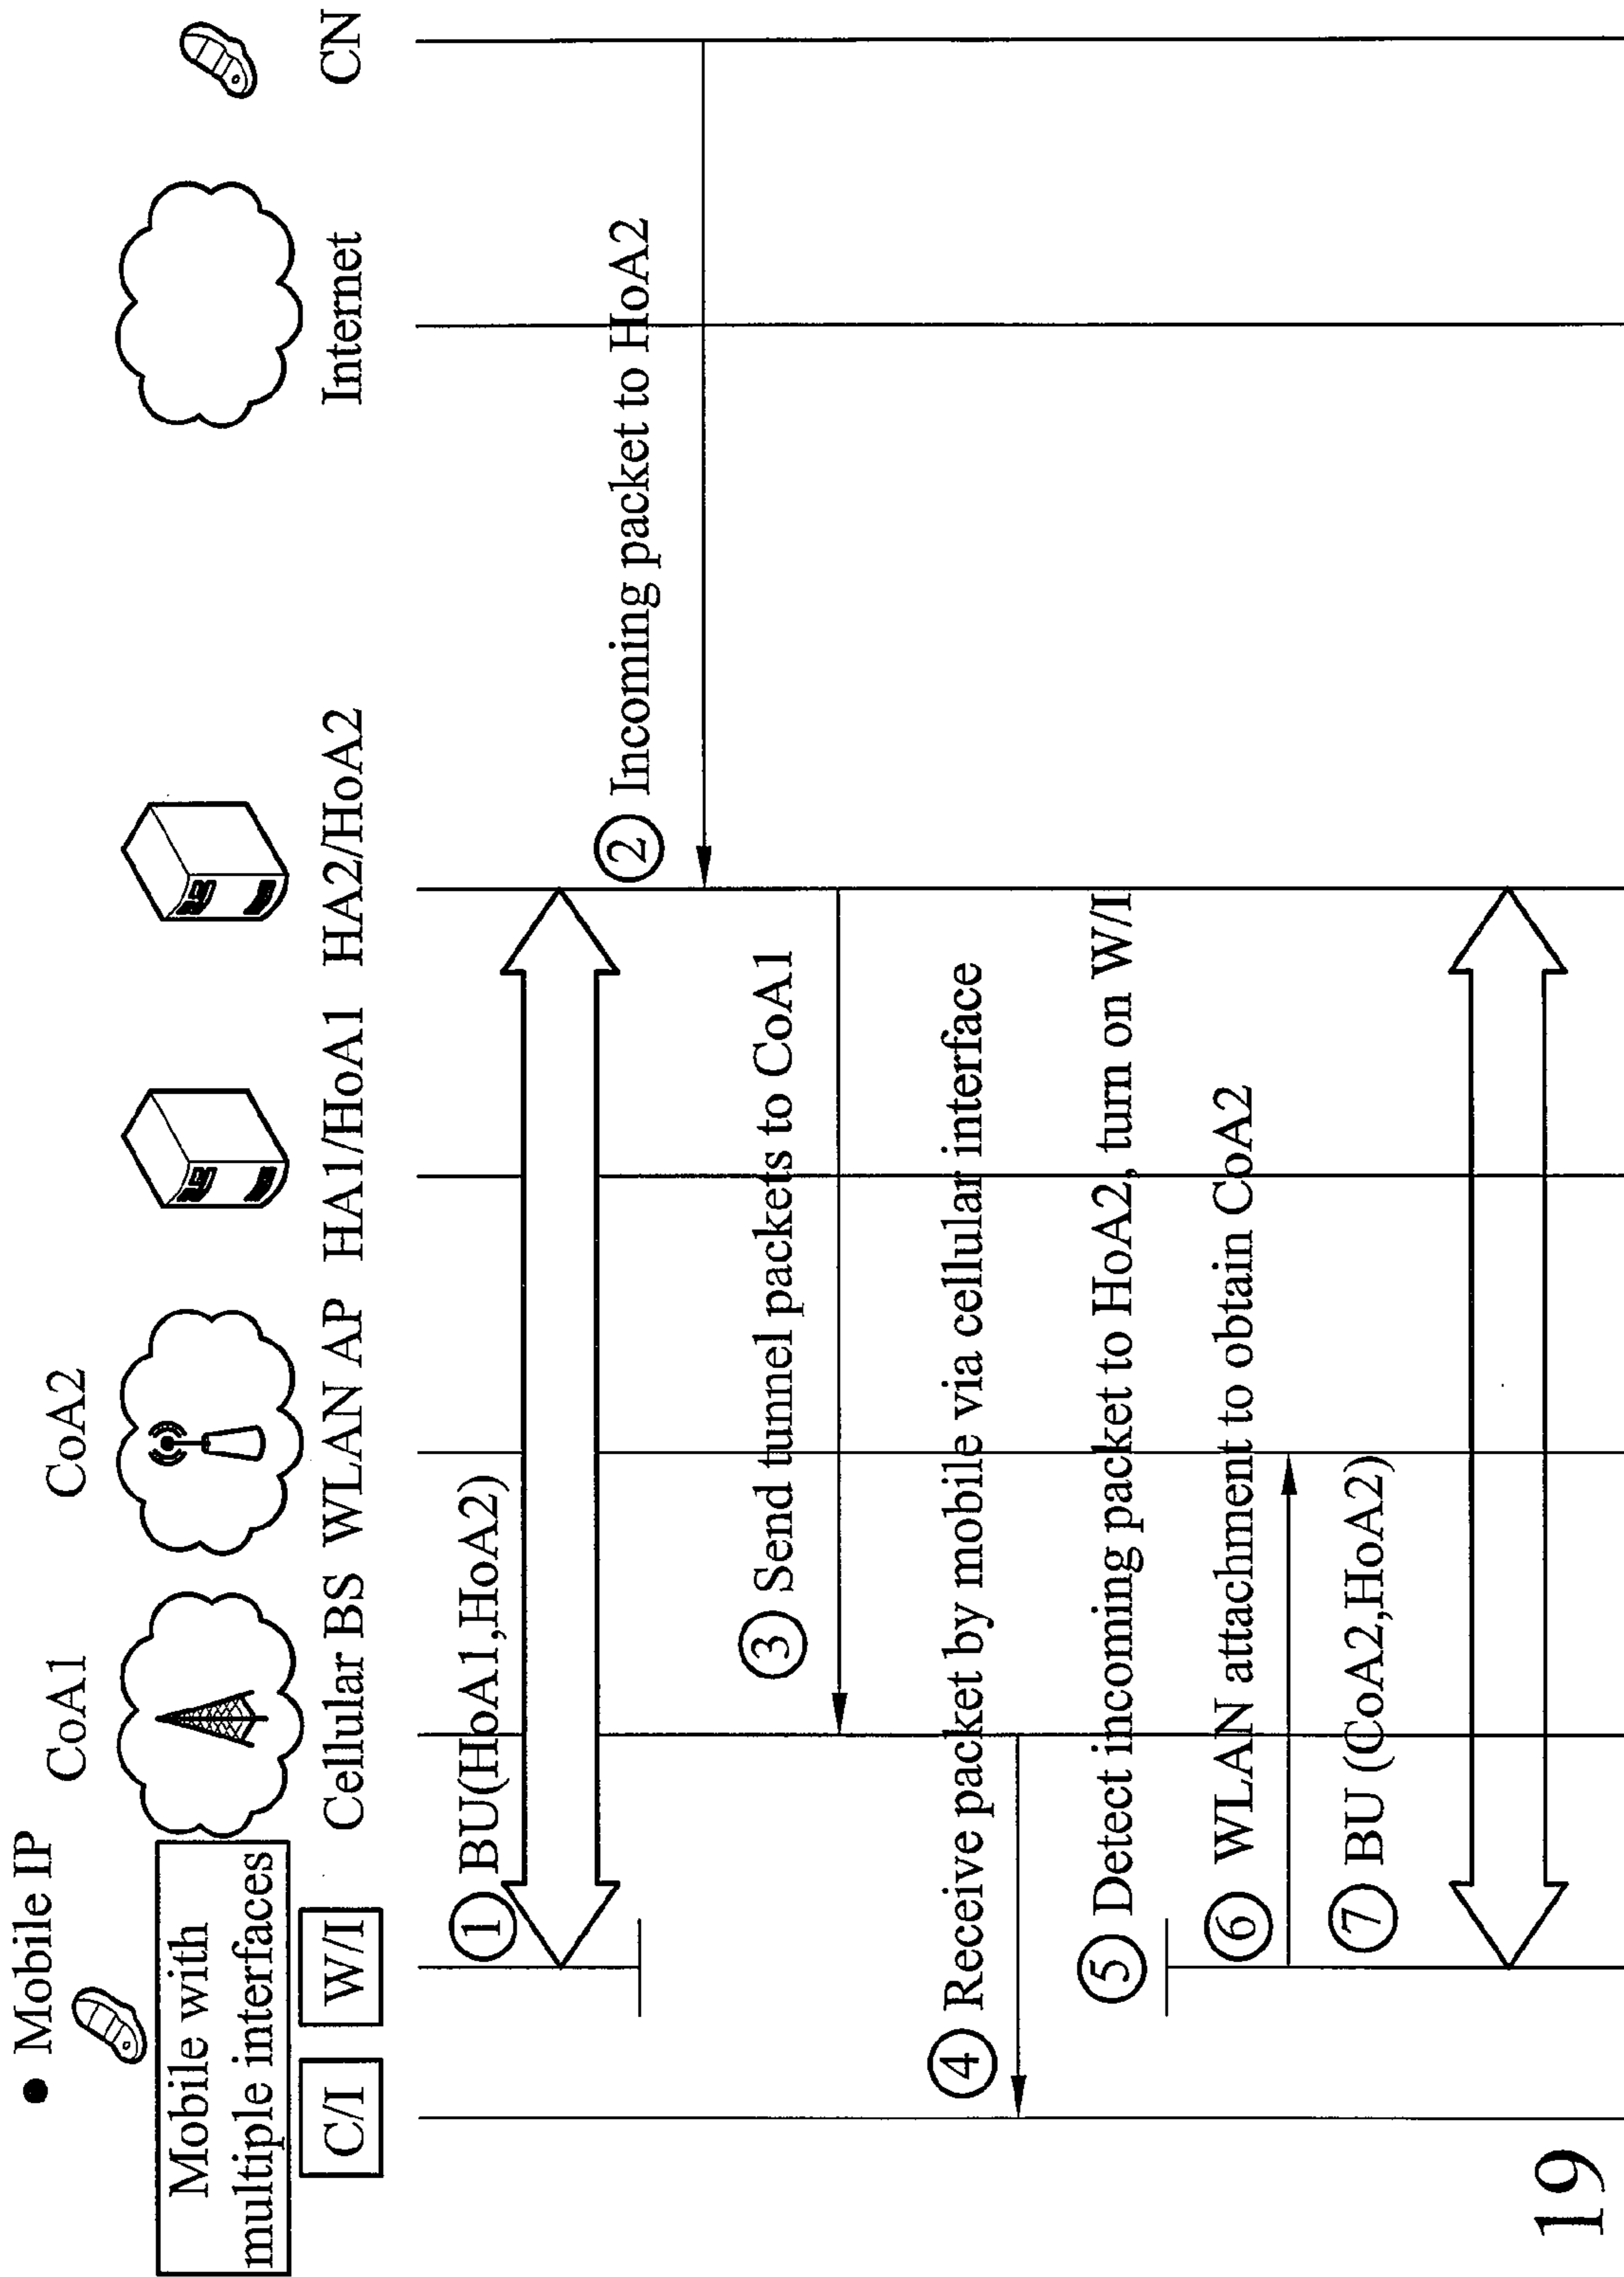 ● Mobile IP
CoA1
CoA2
Mobile with
multiple interfaces
C/I
W/I
Cellular BS
WLAN AP
HA1/HoA1
HA2/HoA2
Internet
CN
① BU(HoA1,HoA2)
② Incoming packet to HoA2
③ Send tunnel packets to CoA1
④ Receive packet by mobile via cellular interface
⑤ Detect incoming packet to HoA2, turn on W/I
⑥ WLAN attachment to obtain CoA2
⑦ BU (CoA2,HoA2)
19